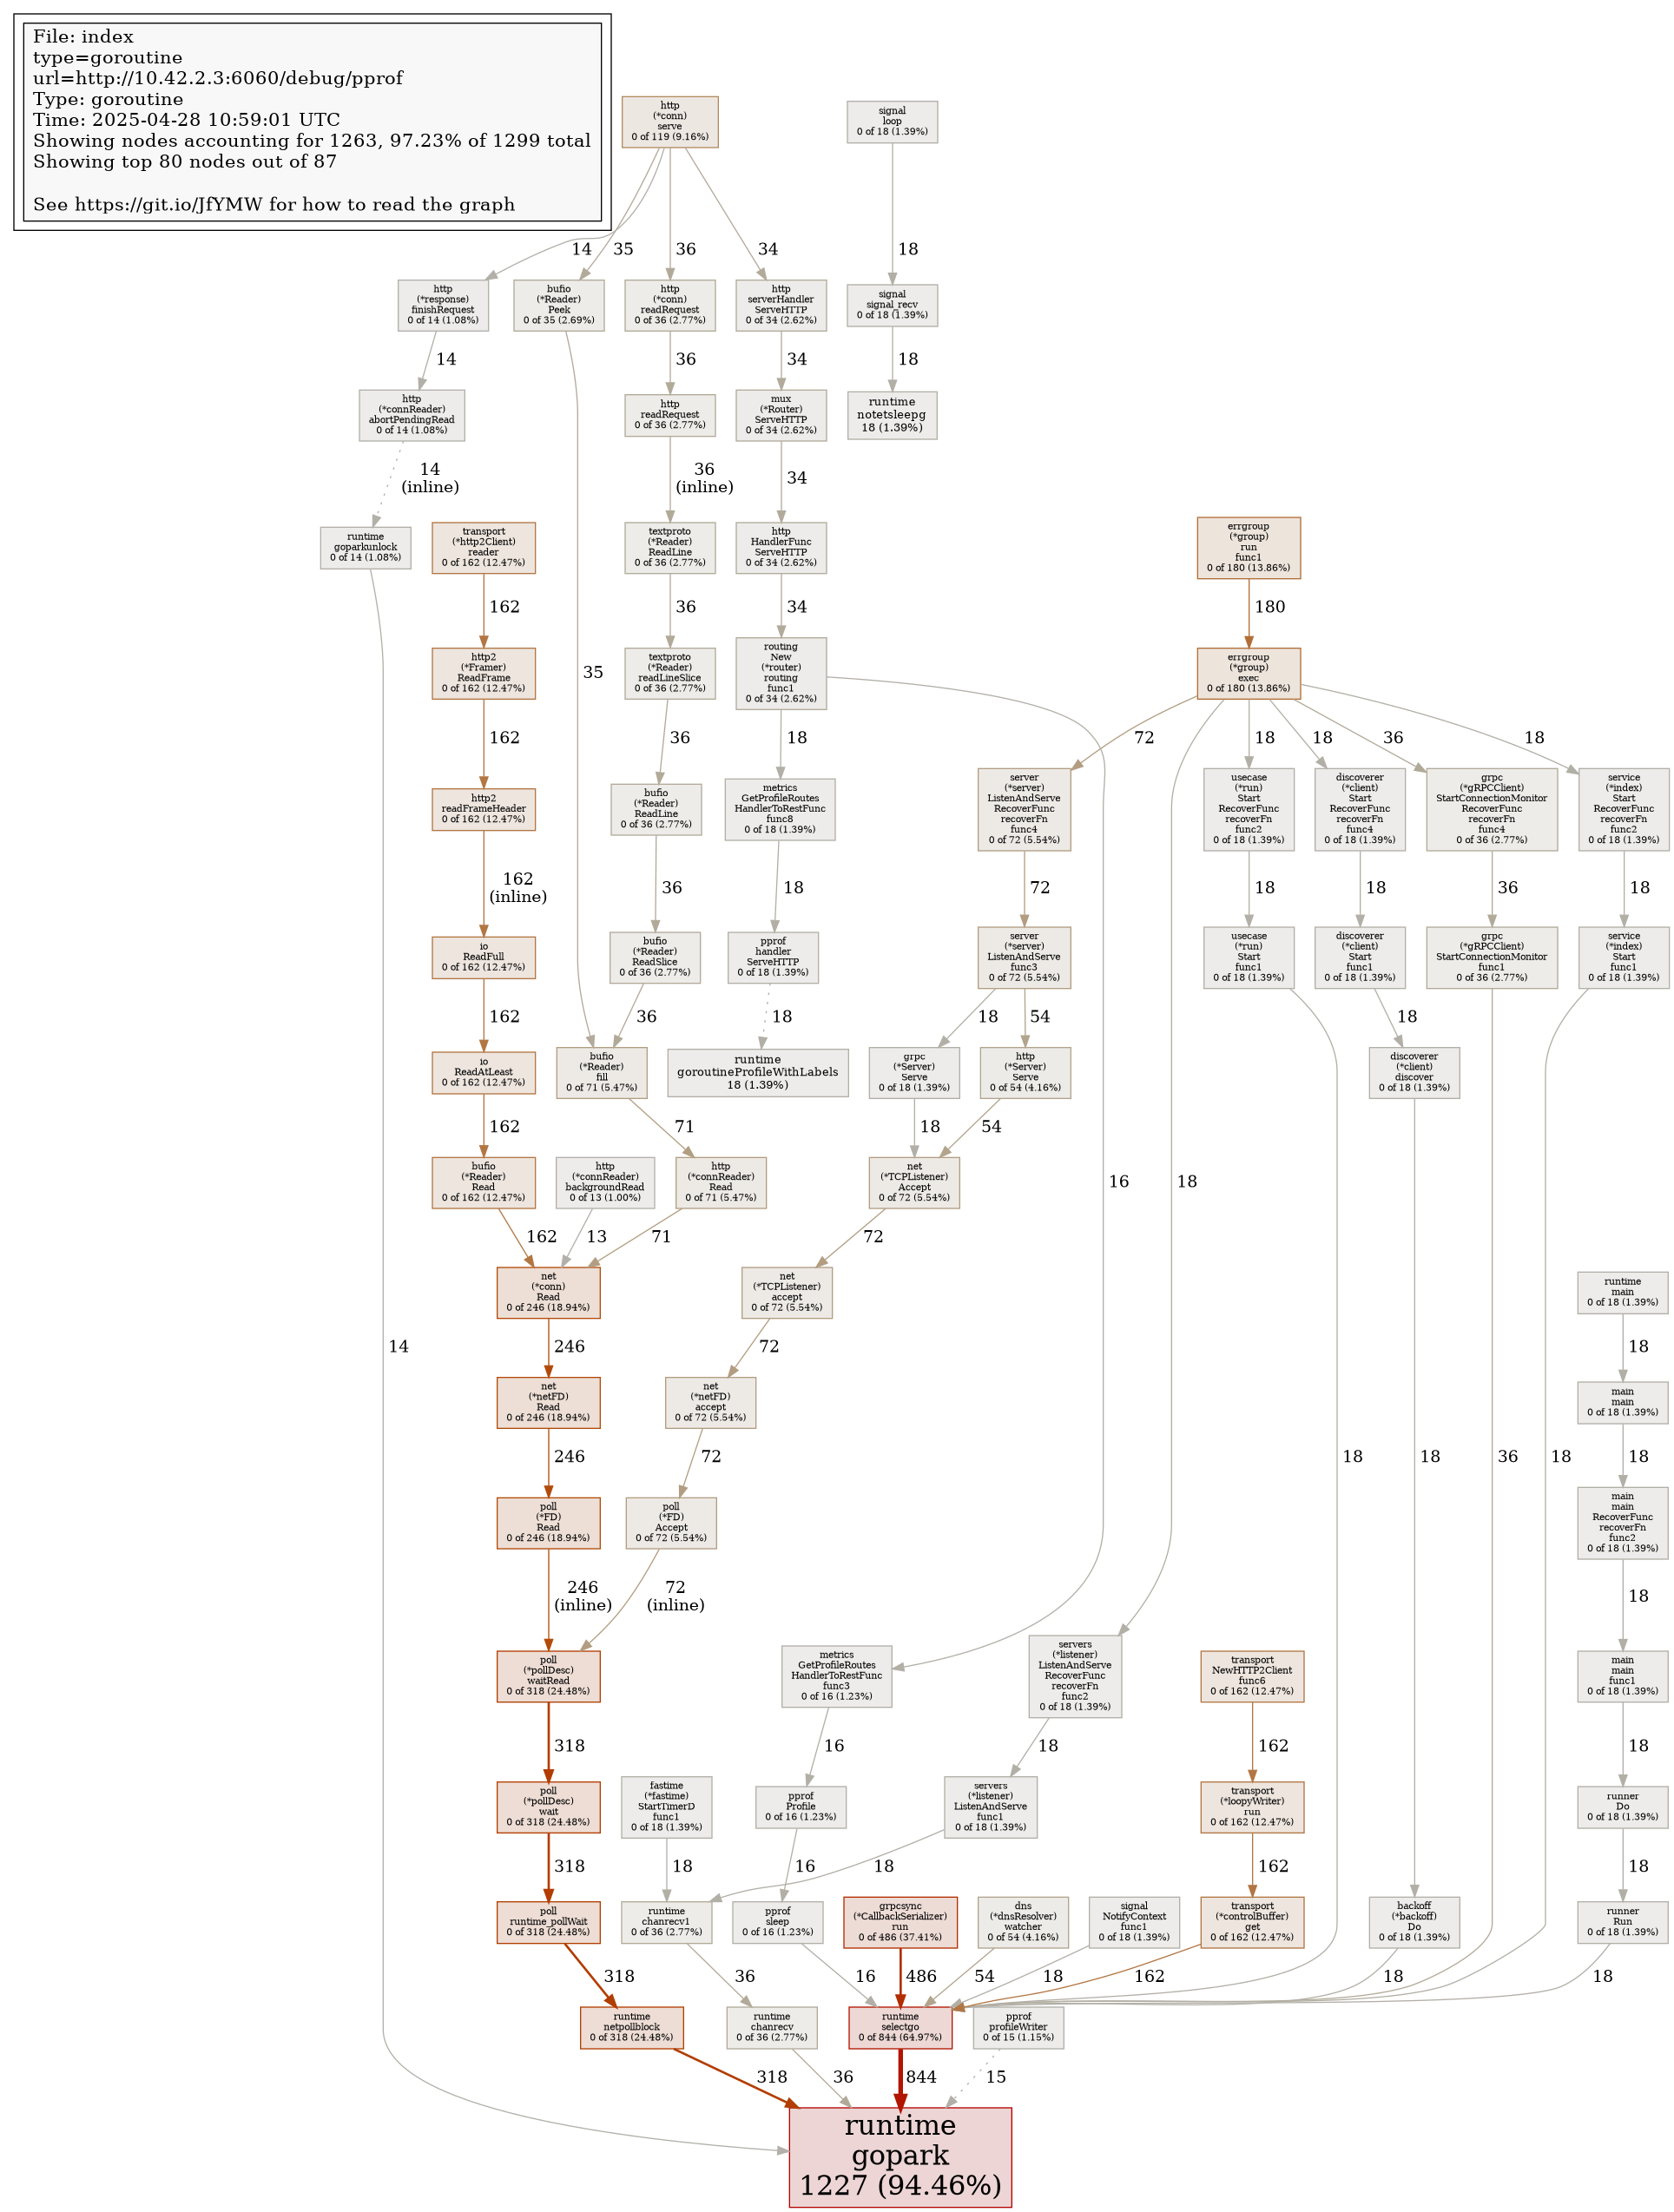 File: index
type=goroutine
url=http://10.42.2.3:6060/debug/pprof
Type: goroutine
Time: 2025-04-28 10:59:01 UTC
Showing nodes accounting for 1263, 97.23% of 1299 total
Showing top 80 nodes out of 87
See https://git.io/JfYMW for how to read the graph
http
(*conn)
serve
0 of 119 (9.16%)
signal
loop
0 of 18 (1.39%)
14
35
36
34
18
http
(*response)
finishRequest
0 of 14 (1.08%)
bufio
(*Reader)
Peek
0 of 35 (2.69%)
http
(*conn)
readRequest
0 of 36 (2.77%)
http
serverHandler
ServeHTTP
0 of 34 (2.62%)
signal
signal_recv
0 of 18 (1.39%)
14
36
34
18
http
(*connReader)
abortPendingRead
0 of 14 (1.08%)
http
readRequest
0 of 36 (2.77%)
mux
(*Router)
ServeHTTP
0 of 34 (2.62%)
runtime
notetsleepg
18 (1.39%)
14
(inline)
36
(inline)
34
runtime
goparkunlock
0 of 14 (1.08%)
transport
(*http2Client)
reader
0 of 162 (12.47%)
textproto
(*Reader)
ReadLine
0 of 36 (2.77%)
http
HandlerFunc
ServeHTTP
0 of 34 (2.62%)
errgroup
(*group)
run
func1
0 of 180 (13.86%)
162
36
34
180
http2
(*Framer)
ReadFrame
0 of 162 (12.47%)
textproto
(*Reader)
readLineSlice
0 of 36 (2.77%)
routing
New
(*router)
routing
func1
0 of 34 (2.62%)
errgroup
(*group)
exec
0 of 180 (13.86%)
35
162
36
18
72
18
18
36
18
http2
readFrameHeader
0 of 162 (12.47%)
bufio
(*Reader)
ReadLine
0 of 36 (2.77%)
metrics
GetProfileRoutes
HandlerToRestFunc
func8
0 of 18 (1.39%)
server
(*server)
ListenAndServe
RecoverFunc
recoverFn
func4
0 of 72 (5.54%)
usecase
(*run)
Start
RecoverFunc
recoverFn
func2
0 of 18 (1.39%)
discoverer
(*client)
Start
RecoverFunc
recoverFn
func4
0 of 18 (1.39%)
grpc
(*gRPCClient)
StartConnectionMonitor
RecoverFunc
recoverFn
func4
0 of 36 (2.77%)
service
(*index)
Start
RecoverFunc
recoverFn
func2
0 of 18 (1.39%)
162
(inline)
36
18
72
18
18
36
18
io
ReadFull
0 of 162 (12.47%)
bufio
(*Reader)
ReadSlice
0 of 36 (2.77%)
pprof
handler
ServeHTTP
0 of 18 (1.39%)
server
(*server)
ListenAndServe
func3
0 of 72 (5.54%)
usecase
(*run)
Start
func1
0 of 18 (1.39%)
discoverer
(*client)
Start
func1
0 of 18 (1.39%)
grpc
(*gRPCClient)
StartConnectionMonitor
func1
0 of 36 (2.77%)
service
(*index)
Start
func1
0 of 18 (1.39%)
162
36
18
18
54
18
io
ReadAtLeast
0 of 162 (12.47%)
bufio
(*Reader)
fill
0 of 71 (5.47%)
runtime
goroutineProfileWithLabels
18 (1.39%)
grpc
(*Server)
Serve
0 of 18 (1.39%)
http
(*Server)
Serve
0 of 54 (4.16%)
discoverer
(*client)
discover
0 of 18 (1.39%)
162
71
18
54
bufio
(*Reader)
Read
0 of 162 (12.47%)
http
(*connReader)
backgroundRead
0 of 13 (1.00%)
http
(*connReader)
Read
0 of 71 (5.47%)
net
(*TCPListener)
Accept
0 of 72 (5.54%)
16
18
162
13
71
72
net
(*conn)
Read
0 of 246 (18.94%)
net
(*TCPListener)
accept
0 of 72 (5.54%)
runtime
main
0 of 18 (1.39%)
14
246
72
18
net
(*netFD)
Read
0 of 246 (18.94%)
net
(*netFD)
accept
0 of 72 (5.54%)
main
main
0 of 18 (1.39%)
246
72
18
18
36
18
18
poll
(*FD)
Read
0 of 246 (18.94%)
poll
(*FD)
Accept
0 of 72 (5.54%)
main
main
RecoverFunc
recoverFn
func2
0 of 18 (1.39%)
246
(inline)
72
(inline)
18
poll
(*pollDesc)
waitRead
0 of 318 (24.48%)
metrics
GetProfileRoutes
HandlerToRestFunc
func3
0 of 16 (1.23%)
servers
(*listener)
ListenAndServe
RecoverFunc
recoverFn
func2
0 of 18 (1.39%)
transport
NewHTTP2Client
func6
0 of 162 (12.47%)
main
main
func1
0 of 18 (1.39%)
318
16
18
162
18
poll
(*pollDesc)
wait
0 of 318 (24.48%)
fastime
(*fastime)
StartTimerD
func1
0 of 18 (1.39%)
pprof
Profile
0 of 16 (1.23%)
servers
(*listener)
ListenAndServe
func1
0 of 18 (1.39%)
transport
(*loopyWriter)
run
0 of 162 (12.47%)
runner
Do
0 of 18 (1.39%)
318
18
16
18
162
18
poll
runtime_pollWait
0 of 318 (24.48%)
runtime
chanrecv1
0 of 36 (2.77%)
pprof
sleep
0 of 16 (1.23%)
grpcsync
(*CallbackSerializer)
run
0 of 486 (37.41%)
dns
(*dnsResolver)
watcher
0 of 54 (4.16%)
signal
NotifyContext
func1
0 of 18 (1.39%)
transport
(*controlBuffer)
get
0 of 162 (12.47%)
backoff
(*backoff)
Do
0 of 18 (1.39%)
runner
Run
0 of 18 (1.39%)
318
36
16
486
54
18
162
18
18
runtime
netpollblock
0 of 318 (24.48%)
runtime
chanrecv
0 of 36 (2.77%)
runtime
selectgo
0 of 844 (64.97%)
pprof
profileWriter
0 of 15 (1.15%)
318
36
844
15
runtime
gopark
1227 (94.46%)